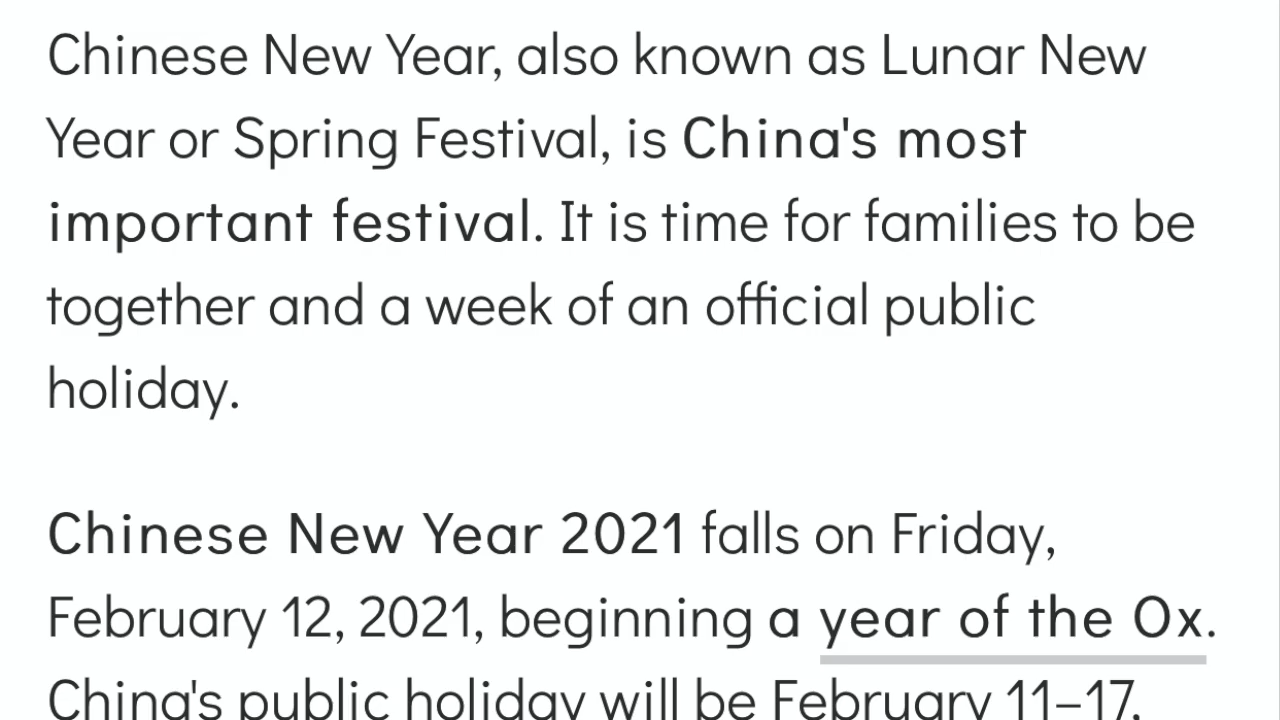 Chinese New Year, also known as Lunar New
Year or Spring Festival, is China's most
important festival. It is time for families to be
together and a week of an official public
holiday.
Chinese New Year 2021 falls on Friday,
February 12, 2021, beginning a year of the Ox.
China's public holiday will be February 11–17,